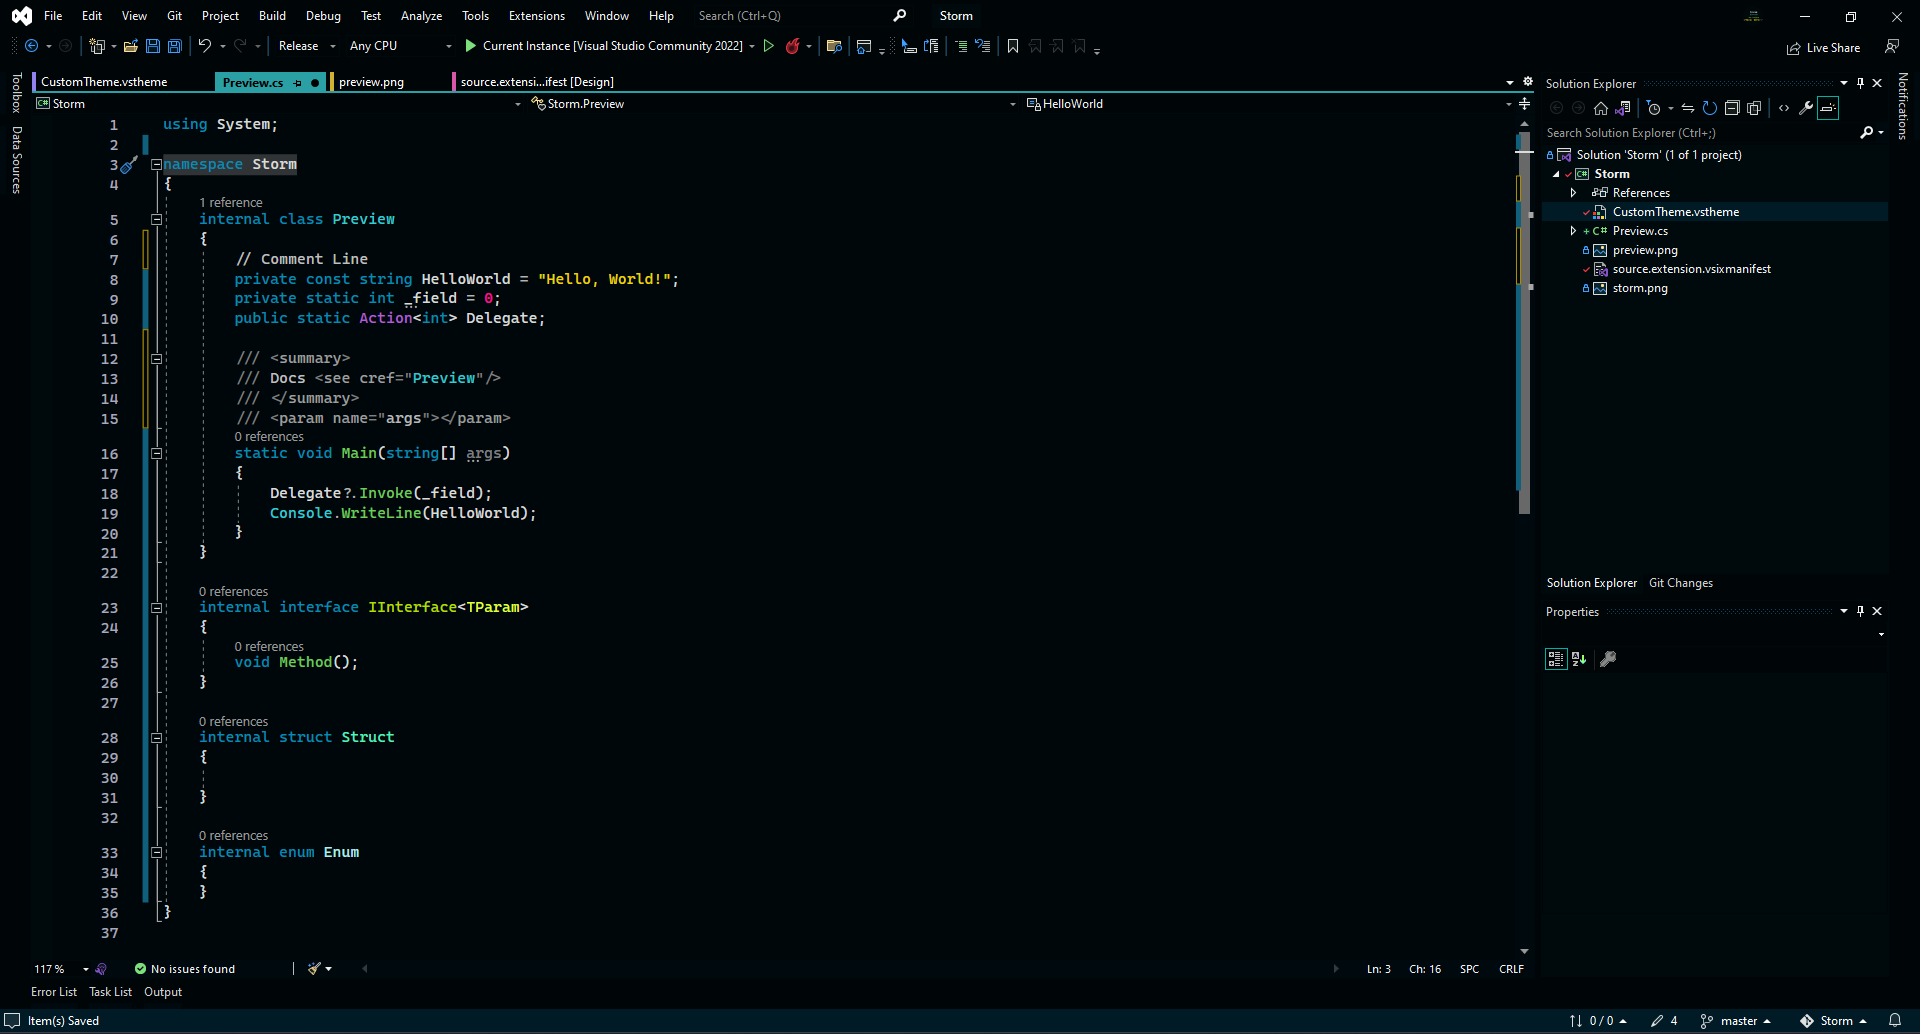 File Edit View Git Project Build Debug Test Analyze Tools Extensions Window Help Search (Ctrl+Q) Storm
Release Any CPU Current Instance [Visual Studio Community 2022] Live Share
Toolbox
Data Sources
CustomTheme.vstheme Preview.cs preview.png source.extensi...ifest [Design]
C# Storm Storm.Preview HelloWorld
1 using System;
2
3 namespace Storm
4 {
1 reference
5 internal class Preview
6 {
7 // Comment Line
8 private const string HelloWorld = "Hello, World!";
9 private static int _field = 0;
10 public static Action<int> Delegate;
11
12 /// <summary>
13 /// Docs <see cref="Preview"/>
14 /// </summary>
15 /// <param name="args"></param>
0 references
16 static void Main(string[] args)
17 {
18 Delegate?.Invoke(_field);
19 Console.WriteLine(HelloWorld);
20 }
21 }
22
0 references
23 internal interface IInterface<TParam>
24 {
0 references
25 void Method();
26 }
27
0 references
28 internal struct Struct
29 {
30
31 }
32
0 references
33 internal enum Enum
34 {
35 }
36 }
37
117 % No issues found Ln: 3 Ch: 16 SPC CRLF
Error List Task List Output
Solution Explorer
Search Solution Explorer (Ctrl+;)
Solution 'Storm' (1 of 1 project)
C# Storm
References
CustomTheme.vstheme
C# Preview.cs
preview.png
source.extension.vsixmanifest
storm.png
Solution Explorer Git Changes
Properties
Notifications
Item(s) Saved 0 / 0 4 master Storm